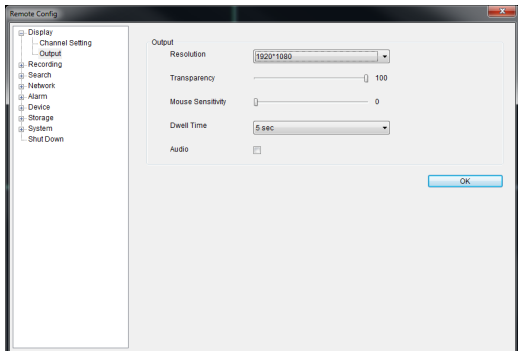 Remote Config
Display
Channel Setting
Output
Recording
Search
Network
Alarm
Device
Storage
System
Shut Down
Output
Resolution 1920*1080
Transparency 100
Mouse Sensitivity 0
Dwell Time 5 sec
Audio
OK